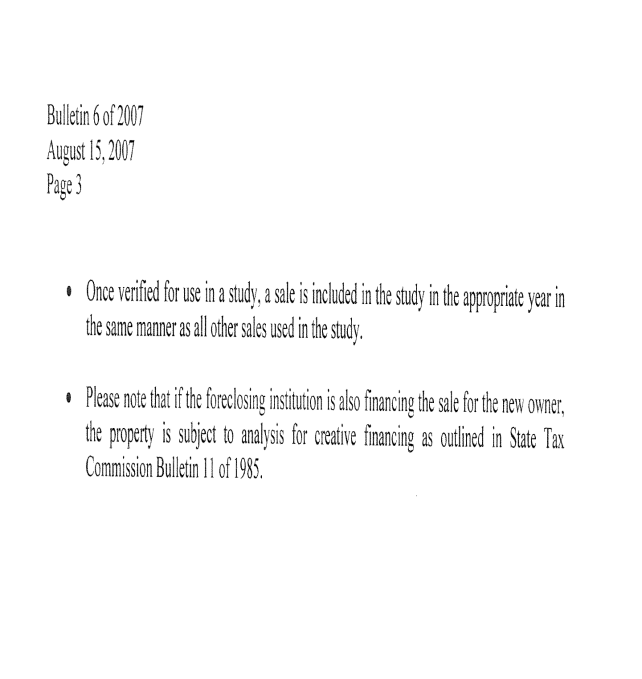 Bulletin 6 of 2007
August 15, 2007
Page 3
• Once verified for use in a study, a sale is included in the study in the appropriate year in
the same manner as all other sales used in the study.
• Please note that if the foreclosing institution is also financing the sale for the new owner,
the property is subject to analysis for creative financing as outlined in State Tax
Commission Bulletin 11 of 1985.